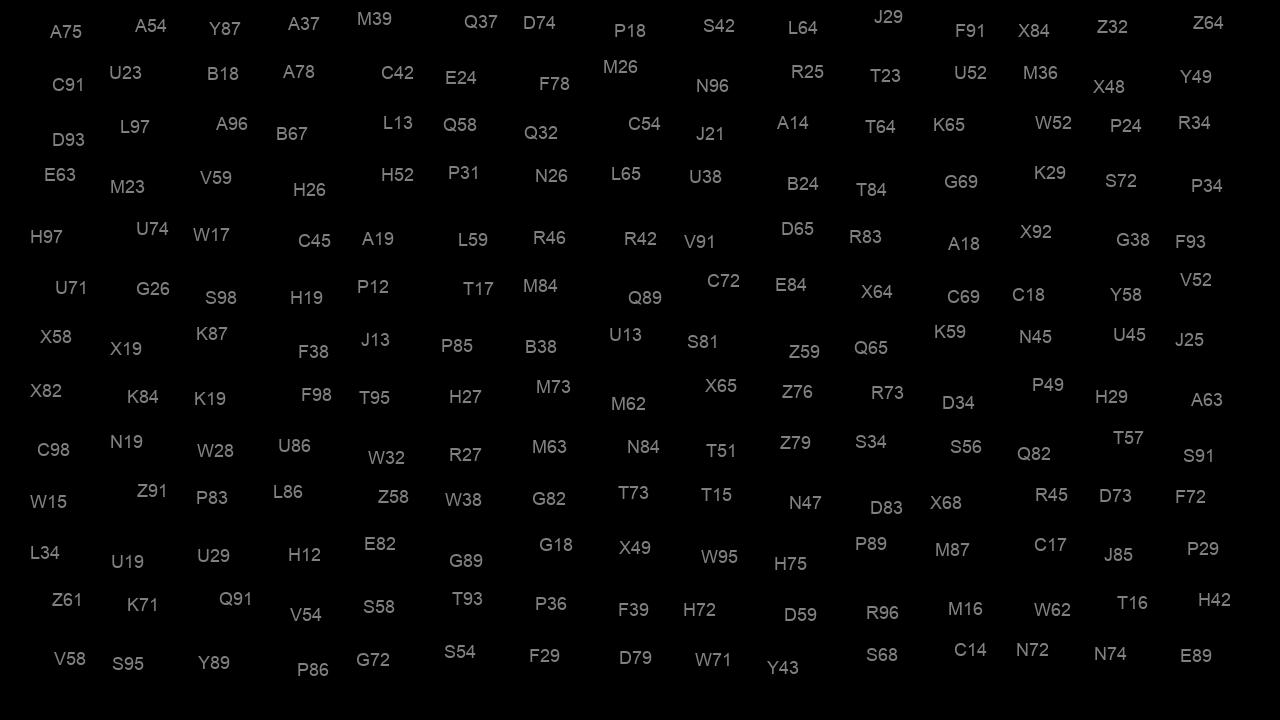 A75 A54 Y87 A37 M39 Q37 D74 P18 S42 L64 J29 F91 X84 Z32 Z64
C91 U23 B18 A78 C42 E24 F78 M26 N96 R25 T23 U52 M36 X48 Y49
D93 L97 A96 B67 L13 Q58 Q32 C54 J21 A14 T64 K65 W52 P24 R34
E63 M23 V59 H26 H52 P31 N26 L65 U38 B24 T84 G69 K29 S72 P34
H97 U74 W17 C45 A19 L59 R46 R42 V91 D65 R83 A18 X92 G38 F93
U71 G26 S98 H19 P12 T17 M84 Q89 C72 E84 X64 C69 C18 Y58 V52
X58 X19 K87 F38 J13 P85 B38 U13 S81 Z59 Q65 K59 N45 U45 J25
X82 K84 K19 F98 T95 H27 M73 M62 X65 Z76 R73 D34 P49 H29 A63
C98 N19 W28 U86 W32 R27 M63 N84 T51 Z79 S34 S56 Q82 T57 S91
W15 Z91 P83 L86 Z58 W38 G82 T73 T15 N47 D83 X68 R45 D73 F72
L34 U19 U29 H12 E82 G89 G18 X49 W95 H75 P89 M87 C17 J85 P29
Z61 K71 Q91 V54 S58 T93 P36 F39 H72 D59 R96 M16 W62 T16 H42
V58 S95 Y89 P86 G72 S54 F29 D79 W71 Y43 S68 C14 N72 N74 E89